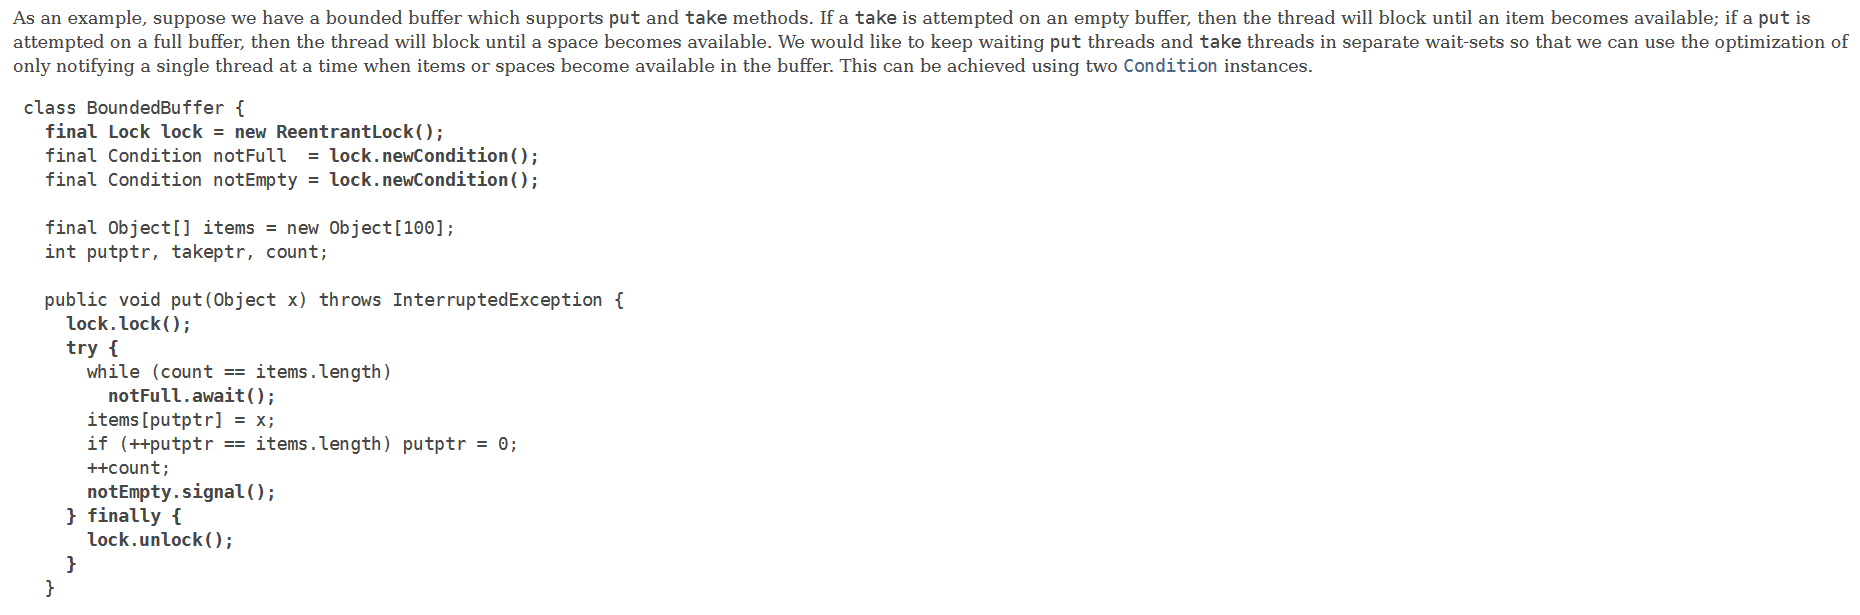 As an example, suppose we have a bounded buffer which supports put and take methods. If a take is attempted on an empty buffer, then the thread will block until an item becomes available; if a put is
attempted on a full buffer, then the thread will block until a space becomes available. We would like to keep waiting put threads and take threads in separate wait-sets so that we can use the optimization of
only notifying a single thread at a time when items or spaces become available in the buffer. This can be achieved using two Condition instances.
class BoundedBuffer {
  final Lock lock = new ReentrantLock();
  final Condition notFull  = lock.newCondition();
  final Condition notEmpty = lock.newCondition();

  final Object[] items = new Object[100];
  int putptr, takeptr, count;

  public void put(Object x) throws InterruptedException {
    lock.lock();
    try {
      while (count == items.length)
        notFull.await();
      items[putptr] = x;
      if (++putptr == items.length) putptr = 0;
      ++count;
      notEmpty.signal();
    } finally {
      lock.unlock();
    }
  }